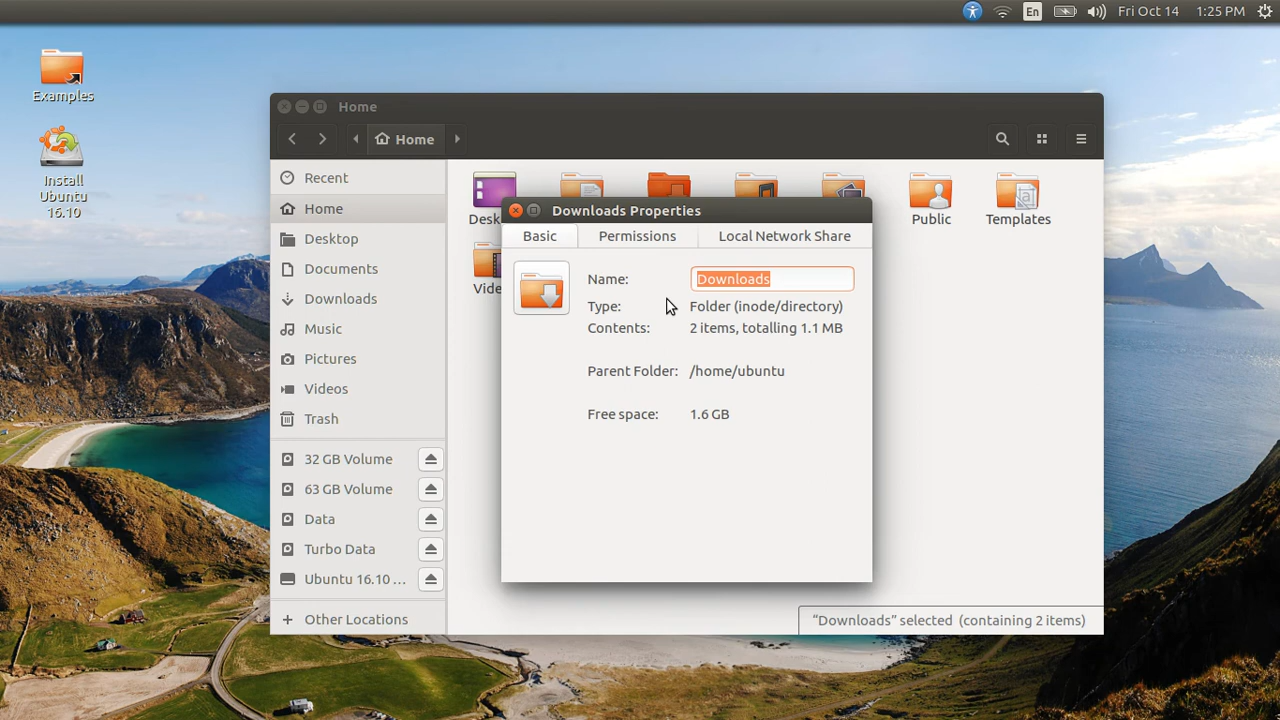 En
Fri Oct 14
1:25 PM
Examples
Install
Ubuntu
16.10
Home
Home
Recent
Home
Desktop
Documents
Downloads
Music
Pictures
Videos
Trash
32 GB Volume
63 GB Volume
Data
Turbo Data
Ubuntu 16.10 ...
Other Locations
Public
Templates
Downloads Properties
Basic
Permissions
Local Network Share
Name: Downloads
Type: Folder (inode/directory)
Contents: 2 items, totalling 1.1 MB
Parent Folder: /home/ubuntu
Free space: 1.6 GB
“Downloads” selected (containing 2 items)